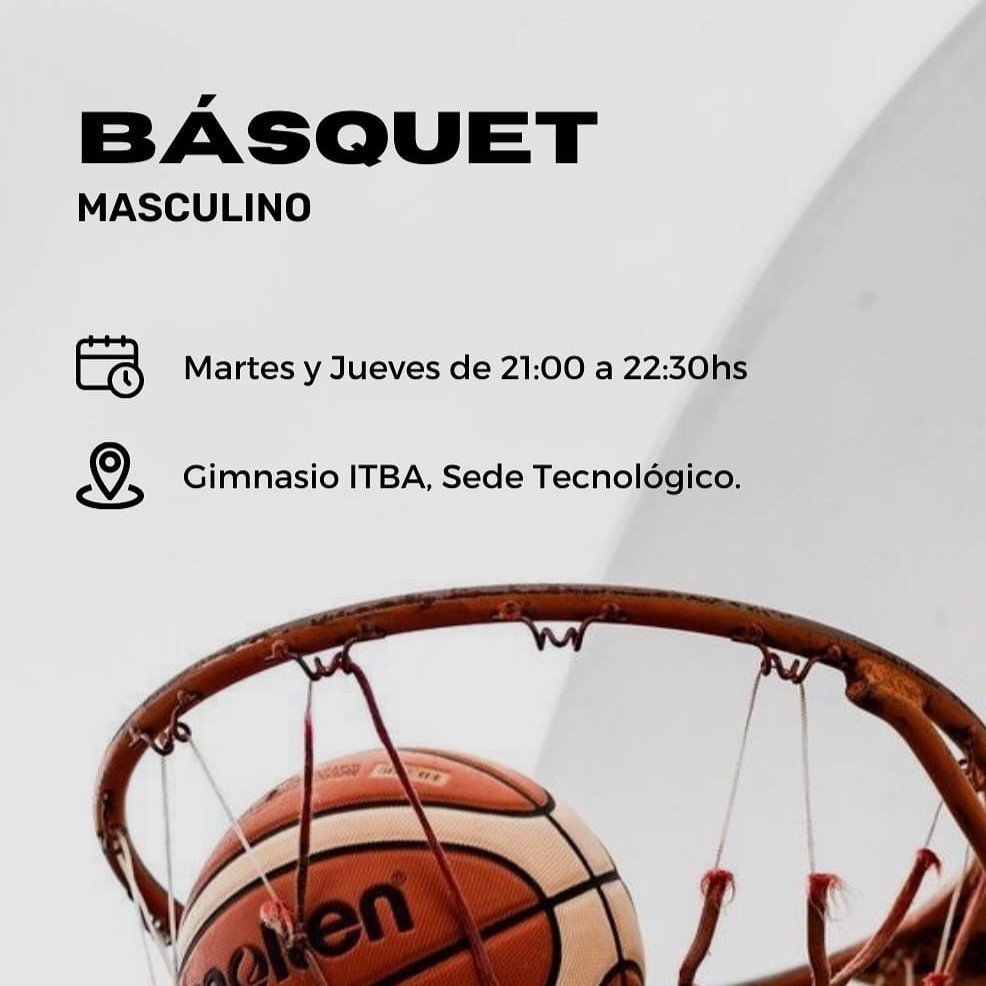 BÁSQUET
MASCULINO
Martes y Jueves de 21:00 a 22:30hs
Gimnasio ITBA, Sede Tecnológico.